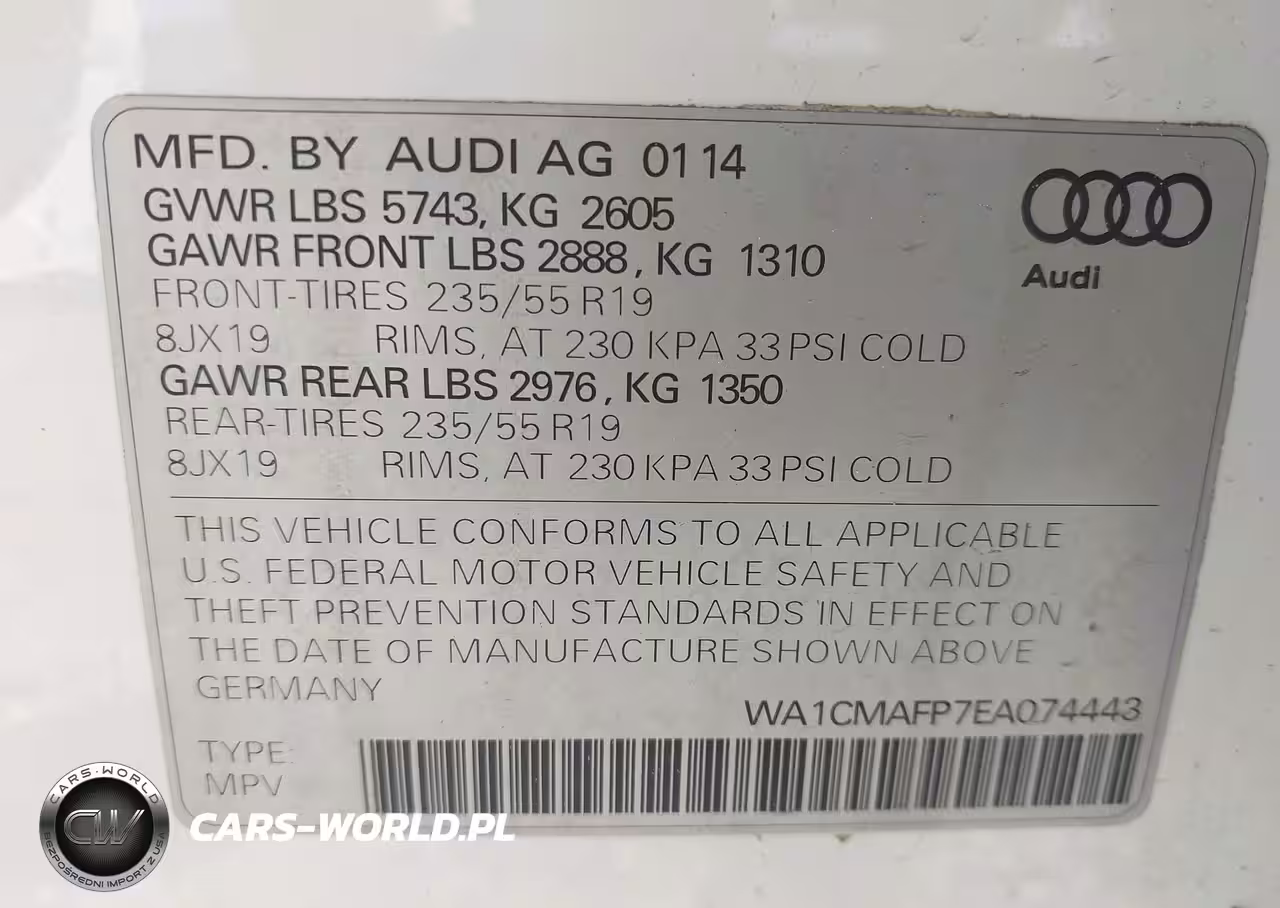 MFD. BY AUDI AG 01 14
GVWR LBS 5743, KG 2605
GAWR FRONT LBS 2888, KG 1310
FRONT-TIRES 235/55 R19
8JX19 RIMS, AT 230 KPA 33 PSI COLD
GAWR REAR LBS 2976, KG 1350
REAR-TIRES 235/55 R19
8JX19 RIMS, AT 230 KPA 33 PSI COLD
Audi
THIS VEHICLE CONFORMS TO ALL APPLICABLE
U.S. FEDERAL MOTOR VEHICLE SAFETY AND
THEFT PREVENTION STANDARDS IN EFFECT ON
THE DATE OF MANUFACTURE SHOWN ABOVE
GERMANY
WA1CMAFP7EA074443
TYPE:
MPV
CARS-WORLD
CW
BEZPOŚREDNI IMPORT Z USA
CARS-WORLD.PL